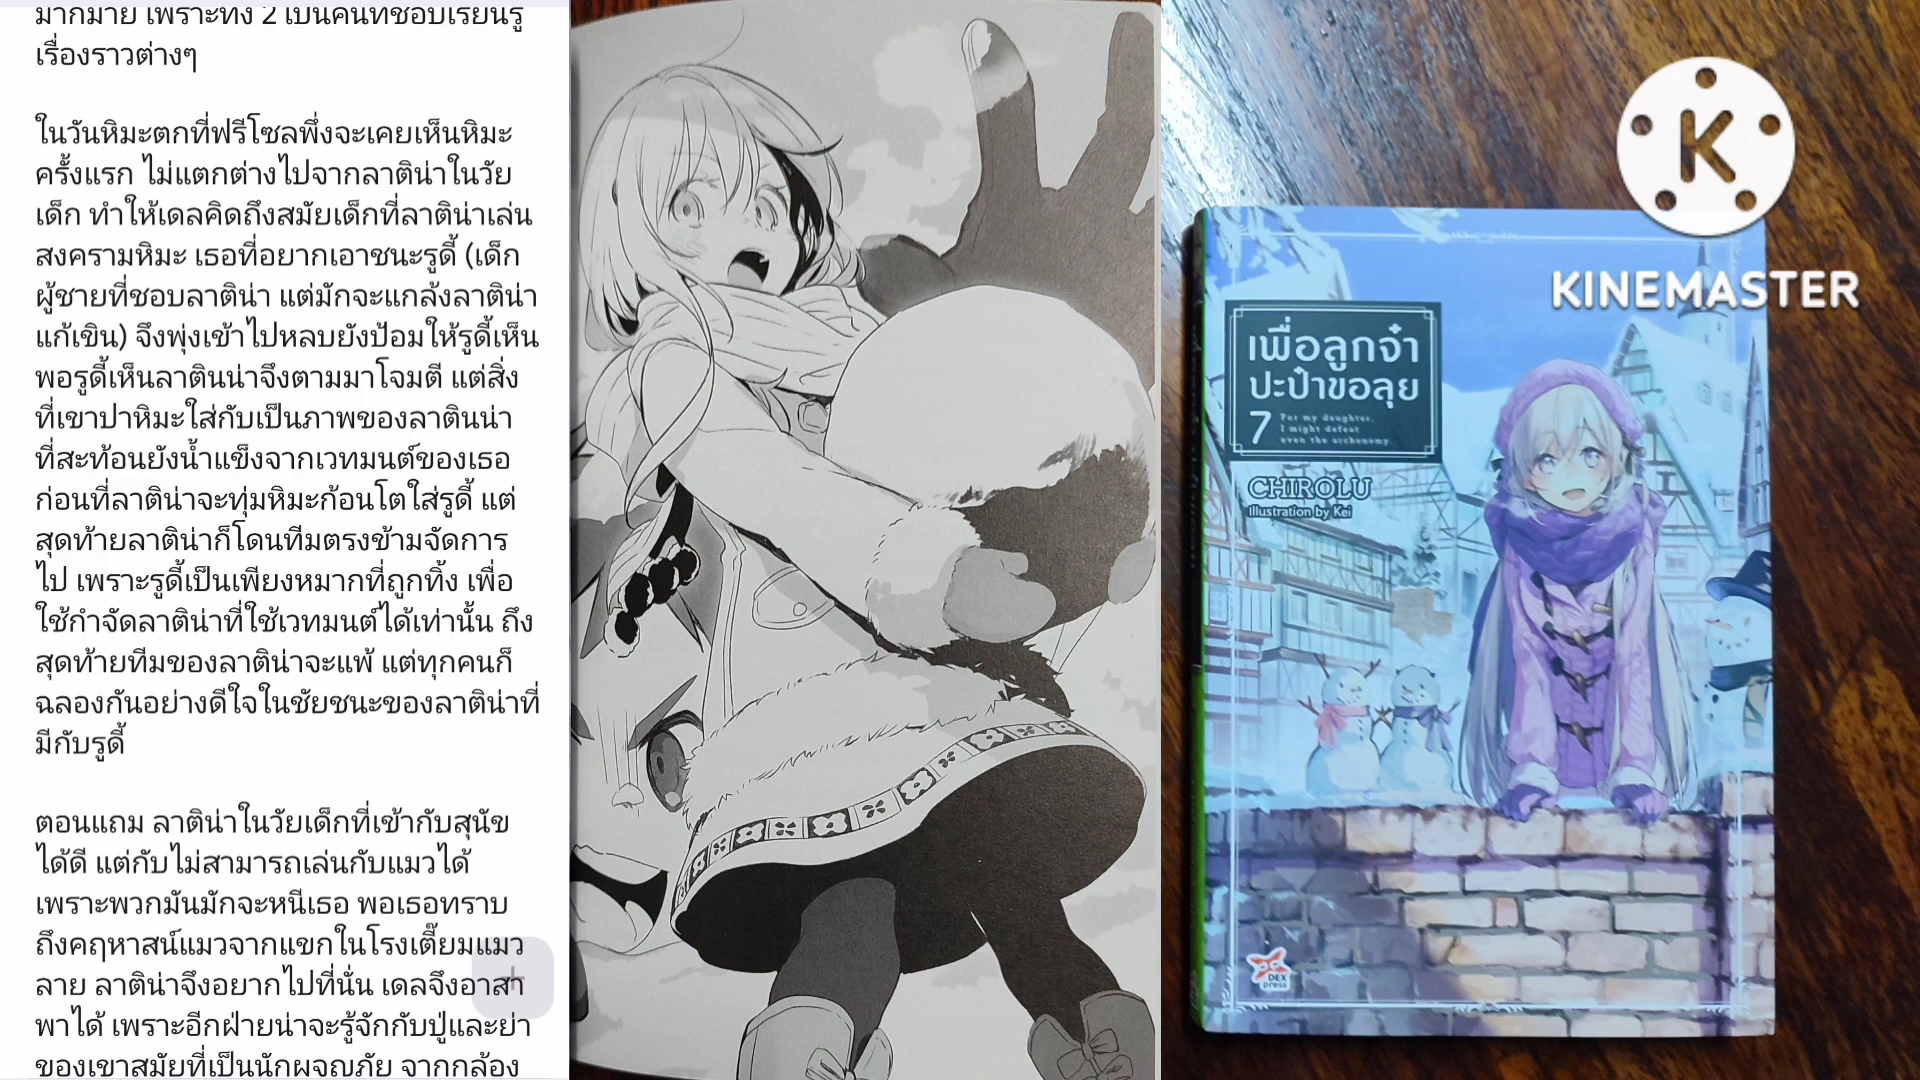 มากมาย เพราะทั้ง 2 เป็นคนที่ชอบเรียนรู้
เรื่องราวต่างๆ
ในวันหิมะตกที่ฟรีโซลพึ่งจะเคยเห็นหิมะ
ครั้งแรก ไม่แตกต่างไปจากลาติน่าในวัย
เด็ก ทำให้เดลคิดถึงสมัยเด็กที่ลาติน่าเล่น
สงครามหิมะ เธอที่อยากเอาชนะรูดี้ (เด็ก
ผู้ชายที่ชอบลาติน่า แต่มักจะแกล้งลาติน่า
แก้เขิน) จึงพุ่งเข้าไปหลบยังป้อมให้รูดี้เห็น
พอรูดี้เห็นลาตินน่าจึงตามมาโจมตี แต่สิ่ง
ที่เขาปาหิมะใส่กับเป็นภาพของลาตินน่า
ที่สะท้อนยังน้ำแข็งจากเวทมนต์ของเธอ
ก่อนที่ลาติน่าจะทุ่มหิมะก้อนโตใส่รูดี้ แต่
สุดท้ายลาติน่าก็โดนทีมตรงข้ามจัดการ
ไป เพราะรูดี้เป็นเพียงหมากที่ถูกทิ้ง เพื่อ
ใช้กำจัดลาติน่าที่ใช้เวทมนต์ได้เท่านั้น ถึง
สุดท้ายทีมของลาติน่าจะแพ้ แต่ทุกคนก็
ฉลองกันอย่างดีใจในชัยชนะของลาติน่าที่
มีกับรูดี้
ตอนแถม ลาติน่าในวัยเด็กที่เข้ากับสุนัข
ได้ดี แต่กับไม่สามารถเล่นกับแมวได้
เพราะพวกมันมักจะหนีเธอ พอเธอทราบ
ถึงคฤหาสน์แมวจากแขกในโรงเตี๊ยมแมว
ลาย ลาติน่าจึงอยากไปที่นั่น เดลจึงอาสา
พาได้ เพราะอีกฝ่ายน่าจะรู้จักกับปู่และย่า
ของเขาสมัยที่เป็นนักผจญภัย จากกล้อง
K
KINEMASTER
เพื่อลูกจ๋า
ปะป๋าขอลุย
7
For my daughter,
I might defeat
even the archenemy.
CHIROLU
Illustration by Kei
DEX
press